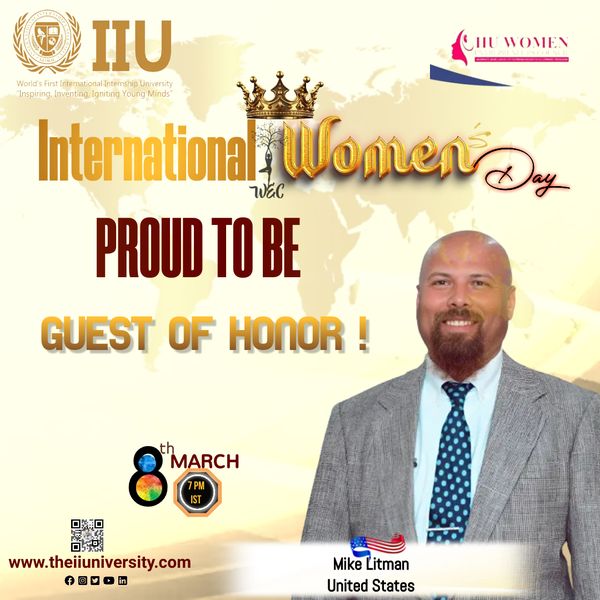 IIU
World's First International Internship University
"Inspiring, Inventing, Igniting Young Minds"
IIU WOMEN
International Women's Day
W&C
PROUD TO BE
GUEST OF HONOR !
8th MARCH
7 PM
IST
www.theiiuniversity.com
Mike Litman
United States